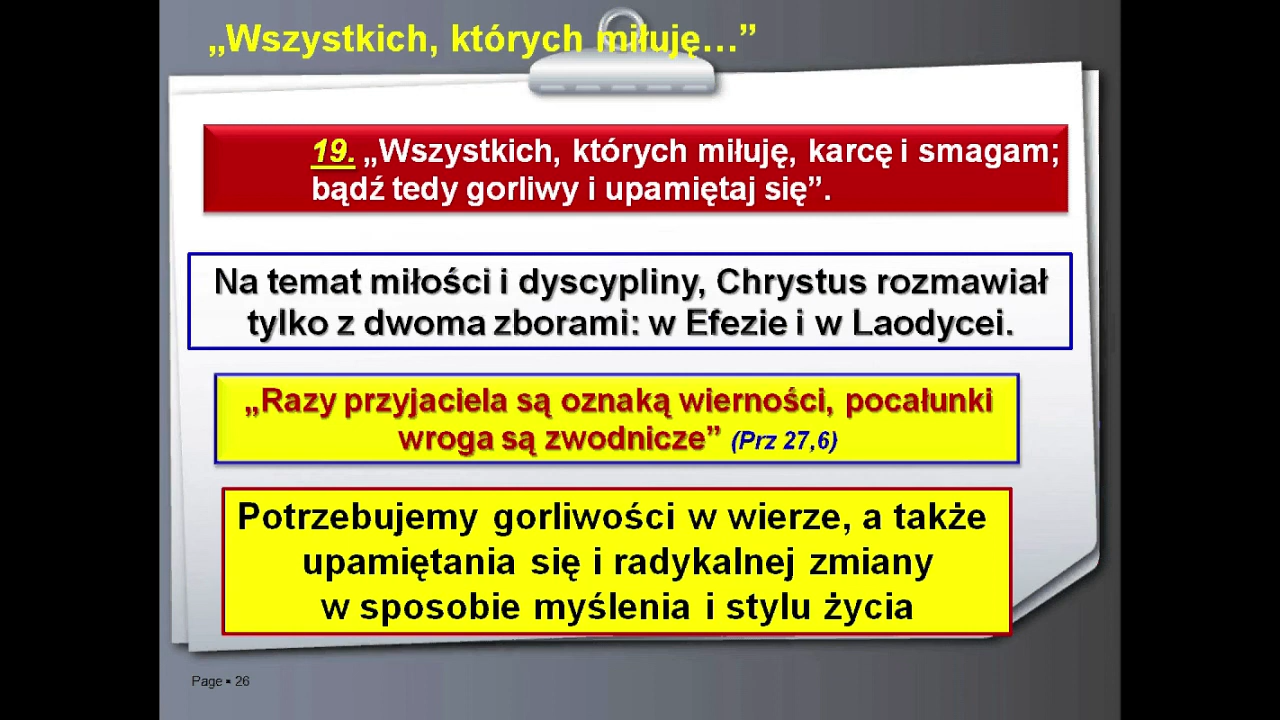 „Wszystkich, których miłuję…”
19. „Wszystkich, których miłuję, karcę i smagam;
bądź tedy gorliwy i upamiętaj się”.
Na temat miłości i dyscypliny, Chrystus rozmawiał
tylko z dwoma zborami: w Efezie i w Laodycei.
„Razy przyjaciela są oznaką wierności, pocałunki
wroga są zwodnicze” (Prz 27,6)
Potrzebujemy gorliwości w wierze, a także
upamiętania się i radykalnej zmiany
w sposobie myślenia i stylu życia
Page ▪ 26